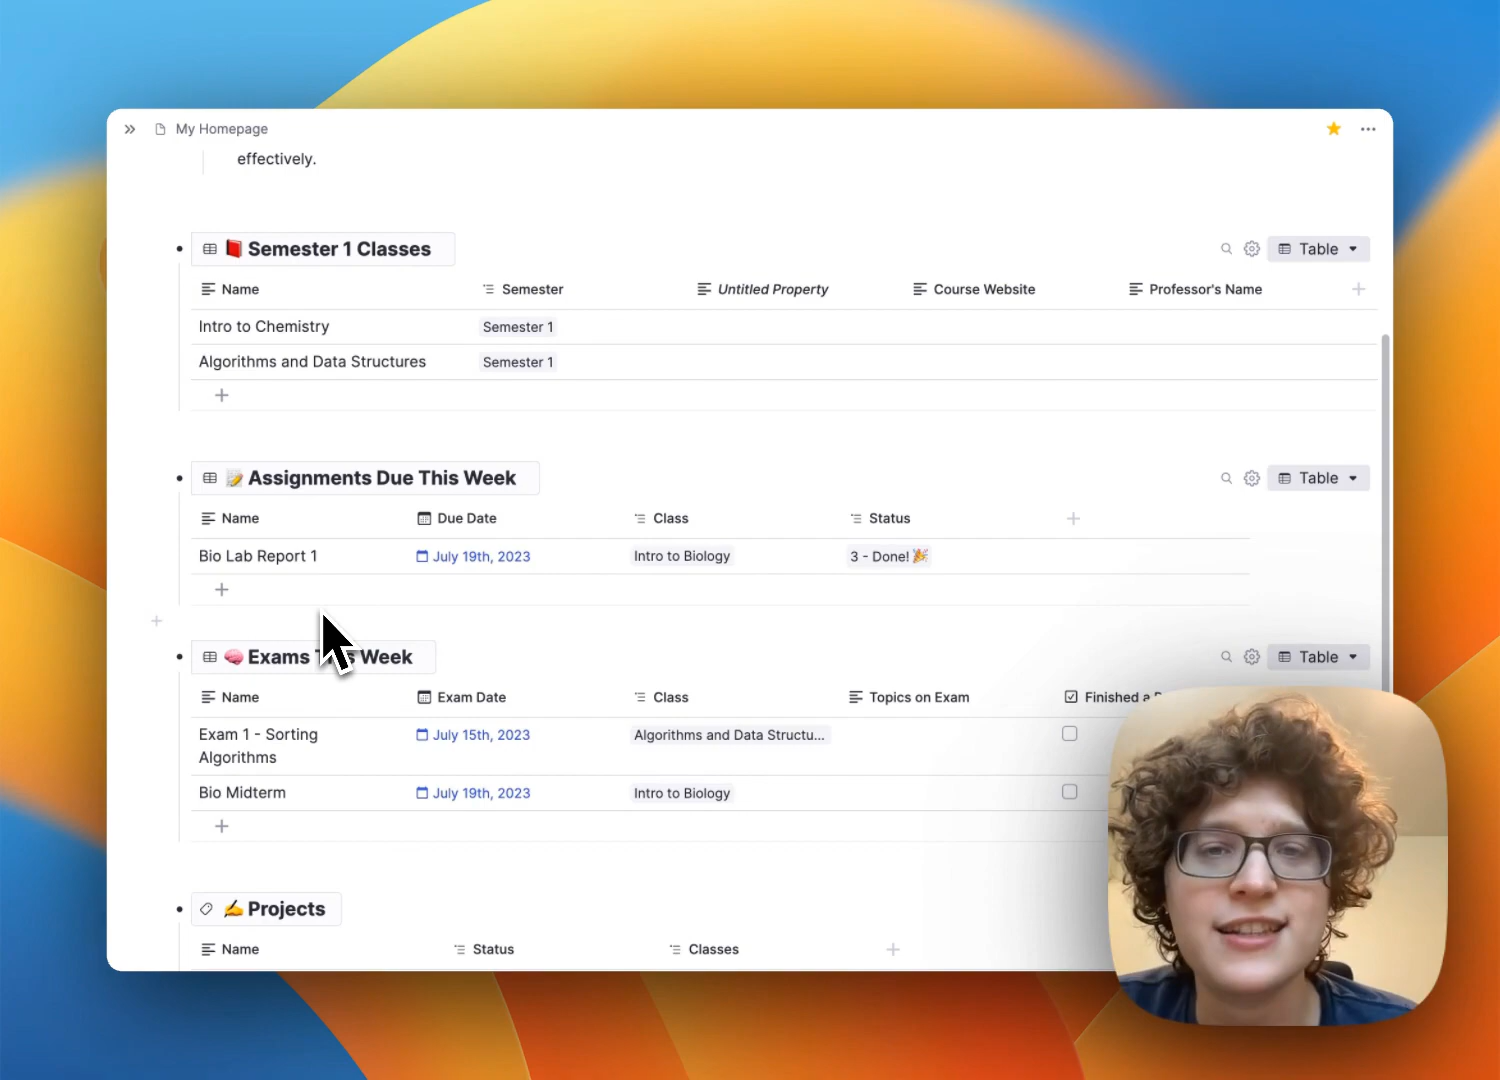 My Homepage
effectively.
📕 Semester 1 Classes
Table
Name Semester Untitled Property Course Website Professor's Name
Intro to Chemistry Semester 1
Algorithms and Data Structures Semester 1
📝 Assignments Due This Week
Table
Name Due Date Class Status
Bio Lab Report 1 July 19th, 2023 Intro to Biology 3 - Done! 🎉
🧠 Exams This Week
Table
Name Exam Date Class Topics on Exam Finished a
Exam 1 - Sorting
Algorithms
July 15th, 2023 Algorithms and Data Structu...
Bio Midterm July 19th, 2023 Intro to Biology
✍️ Projects
Name Status Classes